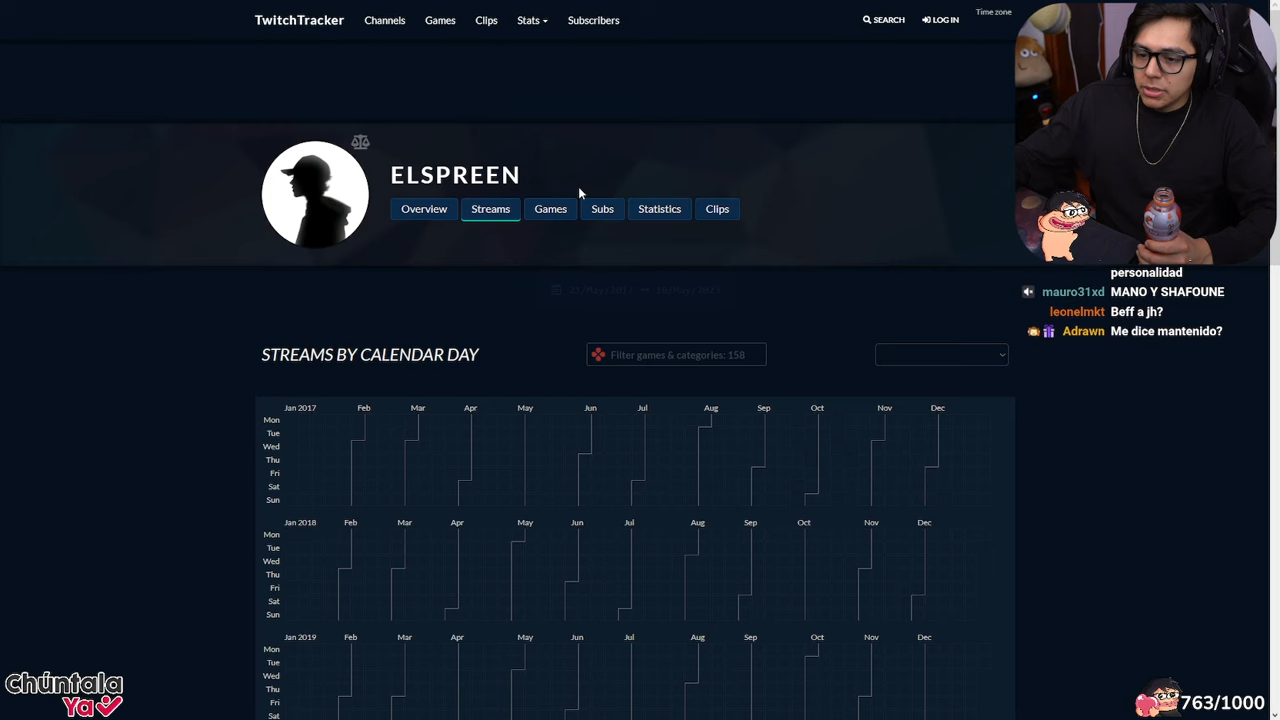 TwitchTracker Channels Games Clips Stats Subscribers SEARCH LOG IN Time zone
ELSPREEN
Overview Streams Games Subs Statistics Clips
personalidad
mauro31xd MANO Y SHAFOUNE
leonelmkt Beff a jh?
Adrawn Me dice mantenido?
STREAMS BY CALENDAR DAY Filter games & categories: 158
Jan 2017 Feb Mar Apr May Jun Jul Aug Sep Oct Nov Dec
Mon
Tue
Wed
Thu
Fri
Sat
Sun
Jan 2018 Feb Mar Apr May Jun Jul Aug Sep Oct Nov Dec
Mon
Tue
Wed
Thu
Fri
Sat
Sun
Jan 2019 Feb Mar Apr May Jun Jul Aug Sep Oct Nov Dec
Mon
Tue
Wed
Thu
Fri
Sat
Chúntala
Ya
763/1000